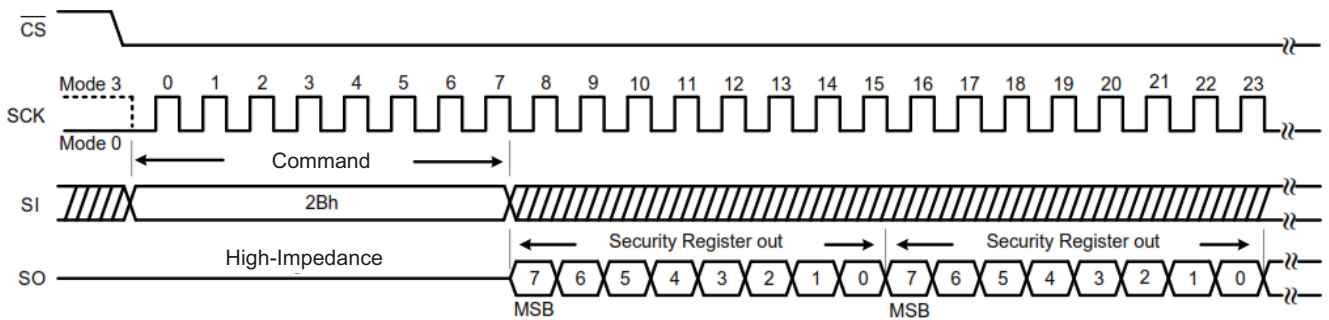 CS
Mode 3 0 1 2 3 4 5 6 7 8 9 10 11 12 13 14 15 16 17 18 19 20 21 22 23
SCK
Mode 0
Command
SI 2Bh
Security Register out Security Register out
High-Impedance
SO 7 6 5 4 3 2 1 0 7 6 5 4 3 2 1 0
MSB MSB